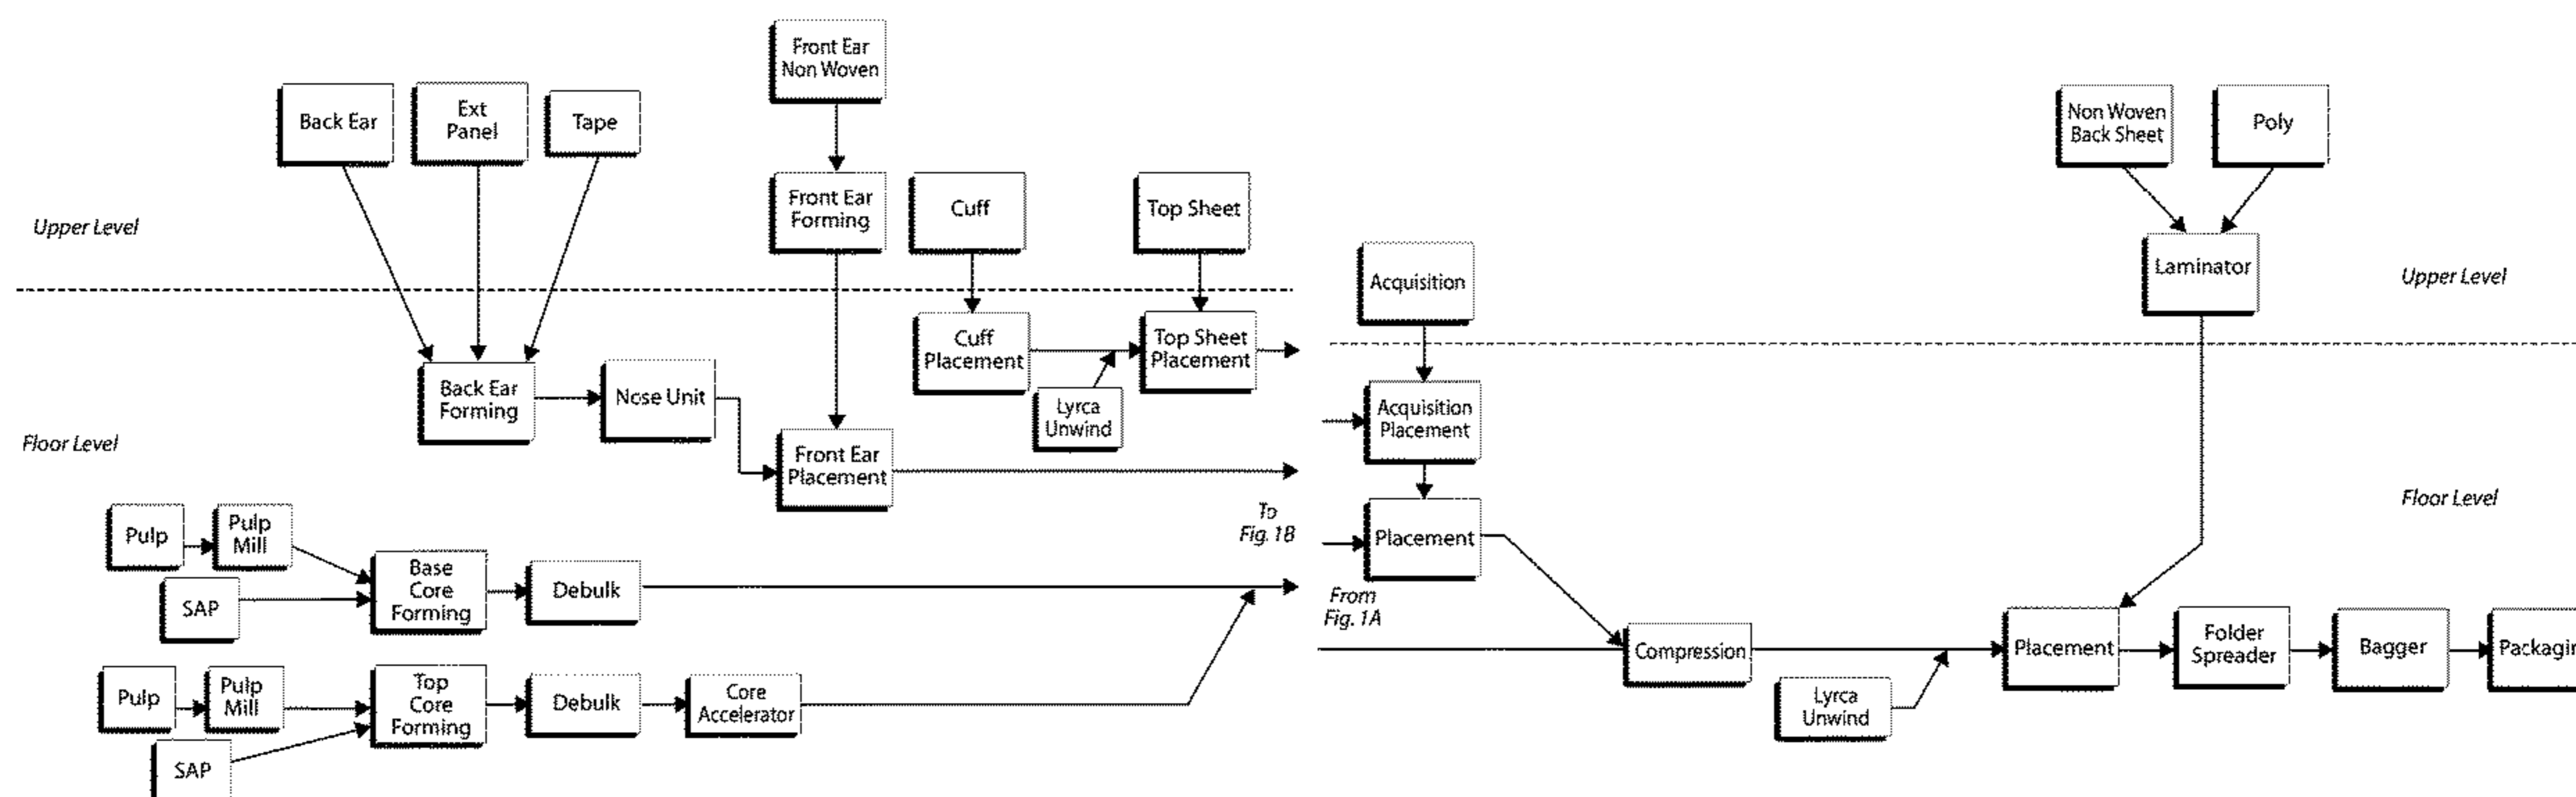 Front Ear
Non Woven
Back Ear
Ext
Panel
Tape
Front Ear
Forming
Cuff
Top Sheet
Upper Level
Cuff
Placement
Top Sheet
Placement
Back Ear
Forming
Nose Unit
Lyrca
Unwind
Floor Level
Front Ear
Placement
To
Fig. 1B
Pulp
Pulp
Mill
SAP
Base
Core
Forming
Debulk
Pulp
Pulp
Mill
SAP
Top
Core
Forming
Debulk
Core
Accelerator
Non Woven
Back Sheet
Poly
Laminator
Upper Level
Acquisition
Acquisition
Placement
Placement
Floor Level
From
Fig. 1A
Compression
Lyrca
Unwind
Placement
Folder
Spreader
Bagger
Packagin